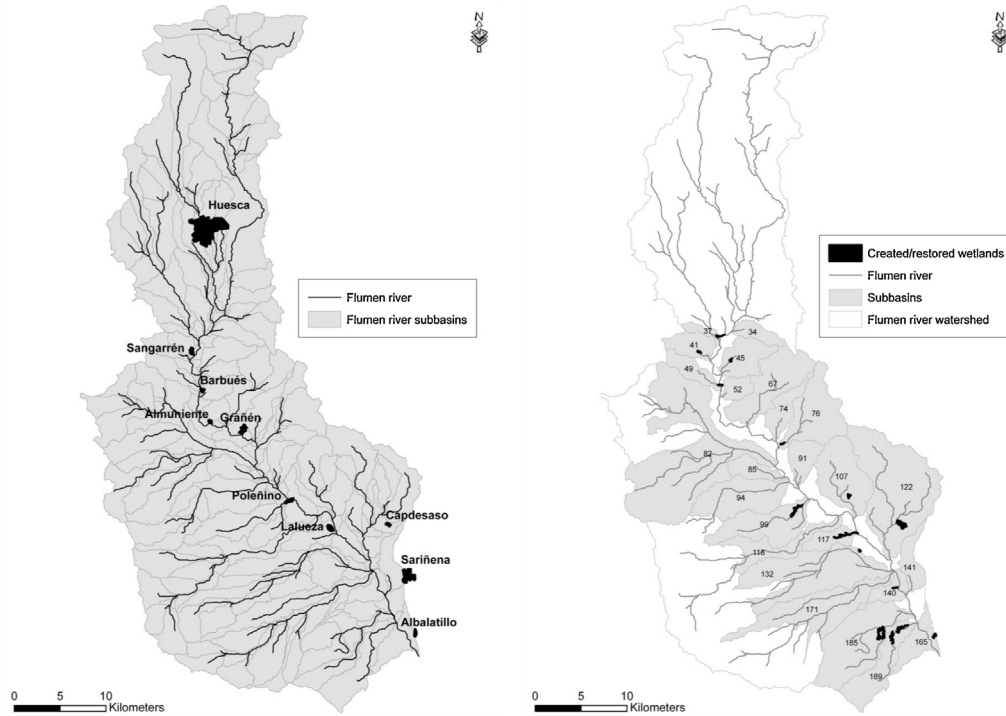 N
Huesca
Flumen river
Flumen river subbasins
Sangarrén
Barbués
Almuniente
Grañén
Poleñino
Lalueza
Capdesaso
Sariñena
Albalatillo
0 5 10
Kilometers
N
Created/restored wetlands
Flumen river
Subbasins
Flumen river watershed
37
34
41
45
49
52
67
74
76
82
85
91
94
107
122
99
117
118
132
141
140
171
185
165
189
0 5 10
Kilometers